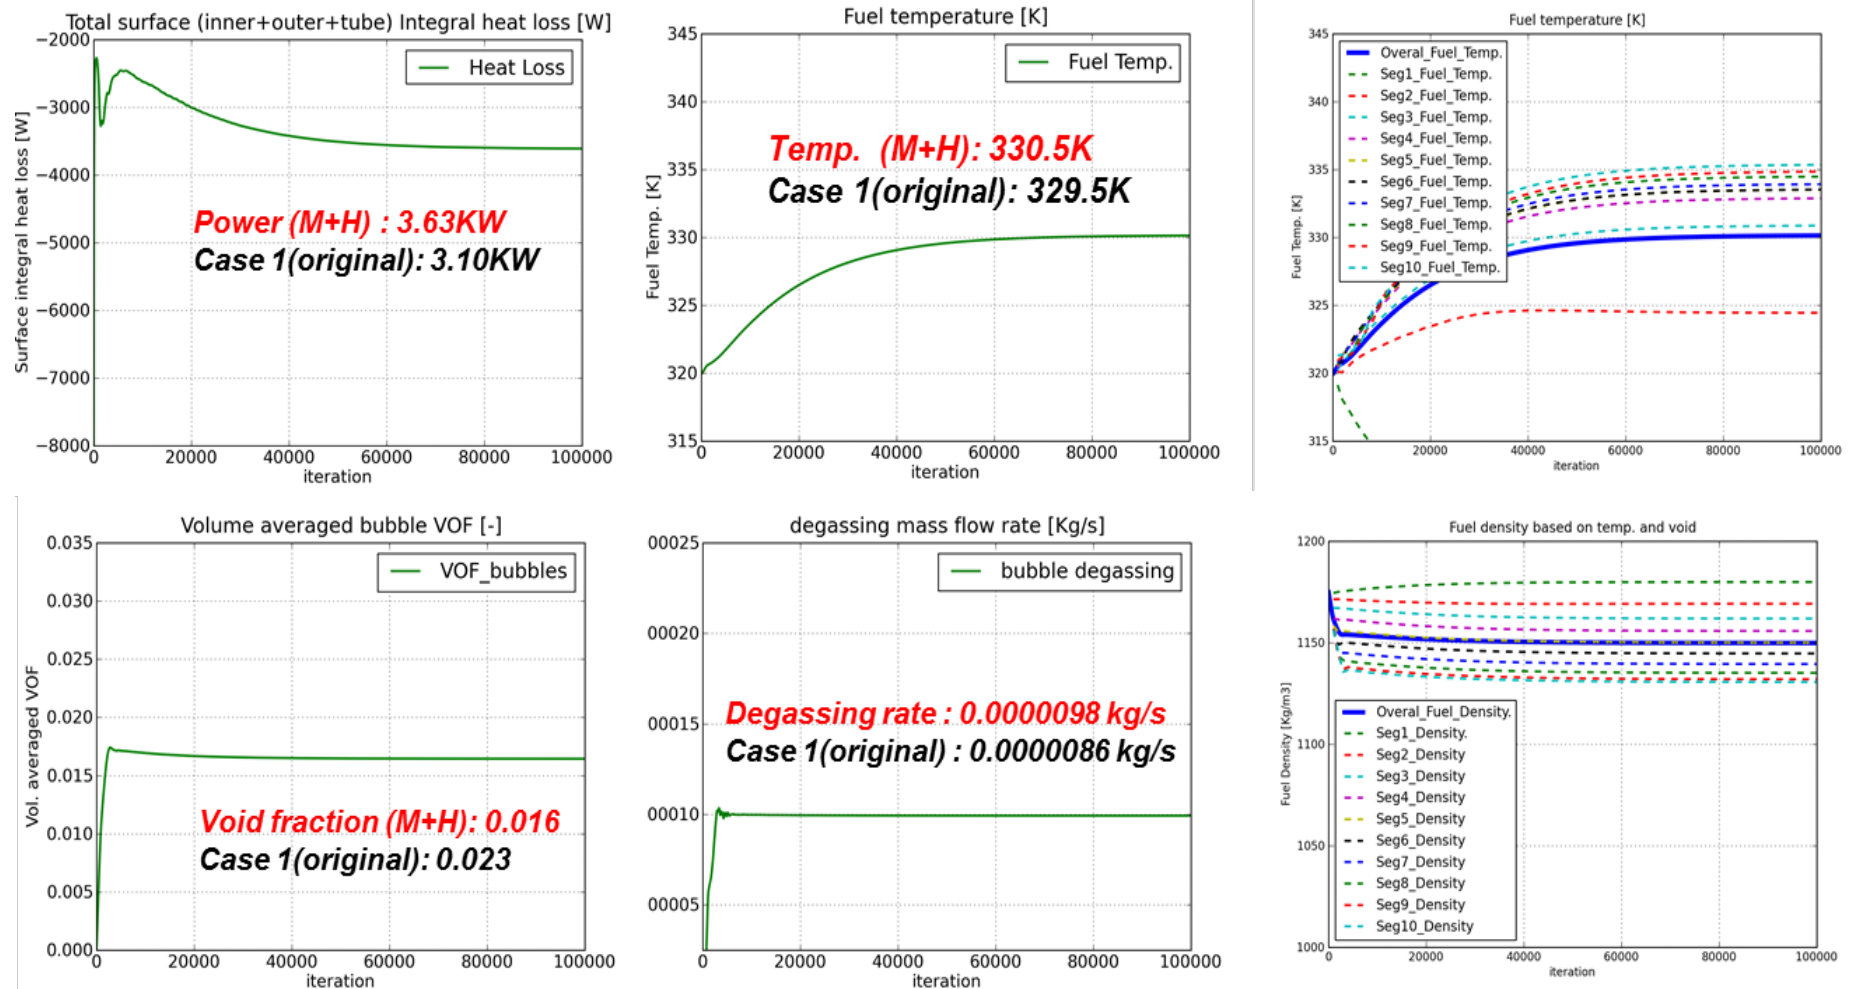 Total surface (inner+outer+tube) Integral heat loss [W]
Surface integral heat loss [W]
−2000
−3000
−4000
−5000
−6000
−7000
−8000
Heat Loss
Power (M+H) : 3.63KW
Case 1(original): 3.10KW
0 20000 40000 60000 80000 100000
iteration
Fuel temperature [K]
Fuel Temp. [K]
345
340
335
330
325
320
315
Fuel Temp.
Temp. (M+H): 330.5K
Case 1(original): 329.5K
0 20000 40000 60000 80000 100000
iteration
Fuel temperature [K]
Fuel Temp. [K]
345
340
335
330
325
320
315
Overal_Fuel_Temp.
Seg1_Fuel_Temp.
Seg2_Fuel_Temp.
Seg3_Fuel_Temp.
Seg4_Fuel_Temp.
Seg5_Fuel_Temp.
Seg6_Fuel_Temp.
Seg7_Fuel_Temp.
Seg8_Fuel_Temp.
Seg9_Fuel_Temp.
Seg10_Fuel_Temp.
0 20000 40000 60000 80000 100000
iteration
Volume averaged bubble VOF [-]
Vol. averaged VOF
0.035
0.030
0.025
0.020
0.015
0.010
0.005
0.000
VOF_bubbles
Void fraction (M+H): 0.016
Case 1(original): 0.023
0 20000 40000 60000 80000 100000
iteration
degassing mass flow rate [Kg/s]
00025
00020
00015
00010
00005
bubble degassing
Degassing rate : 0.0000098 kg/s
Case 1(original) : 0.0000086 kg/s
0 20000 40000 60000 80000 100000
iteration
Fuel density based on temp. and void
Fuel Density [Kg/m3]
1200
1150
1100
1050
1000
Overal_Fuel_Density.
Seg1_Density.
Seg2_Density
Seg3_Density
Seg4_Density
Seg5_Density
Seg6_Density
Seg7_Density
Seg8_Density
Seg9_Density
Seg10_Density
0 20000 40000 60000 80000 100000
iteration